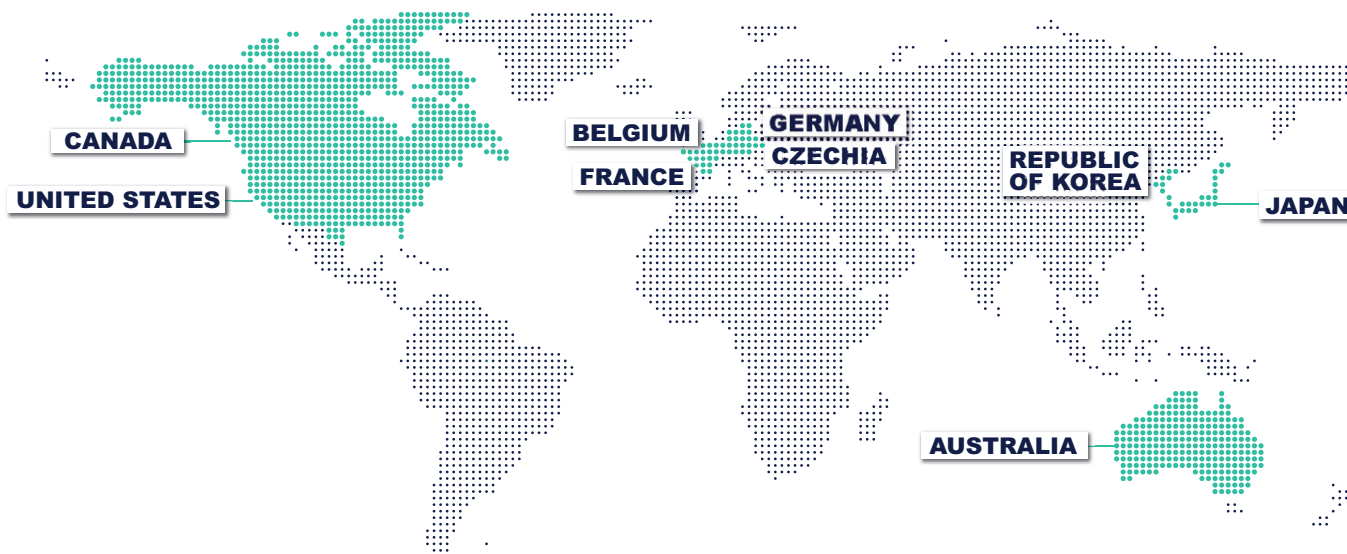 CANADA
UNITED STATES
BELGIUM
FRANCE
GERMANY
CZECHIA
REPUBLIC
OF KOREA
JAPAN
AUSTRALIA